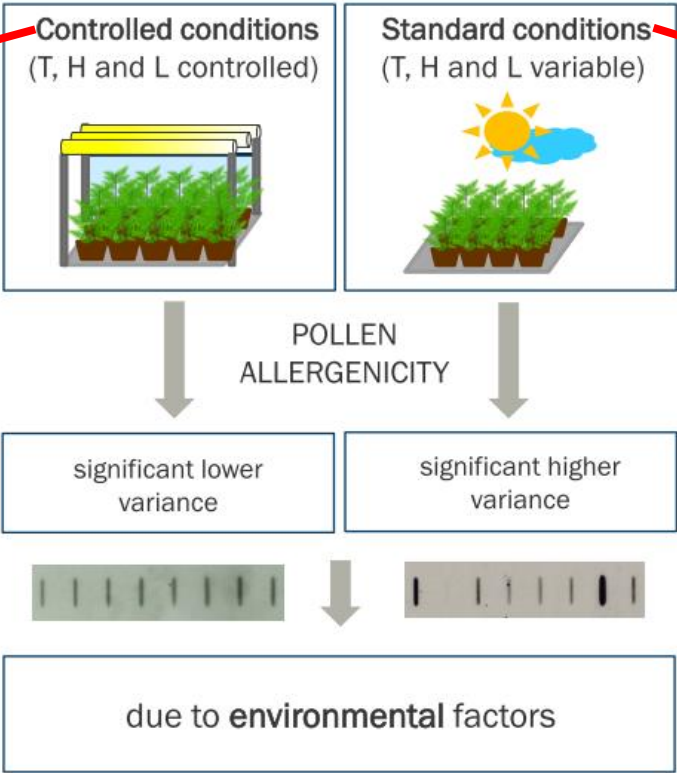 Controlled conditions
(T, H and L controlled)
Standard conditions
(T, H and L variable)
POLLEN
ALLERGENICITY
significant lower
variance
significant higher
variance
due to environmental factors